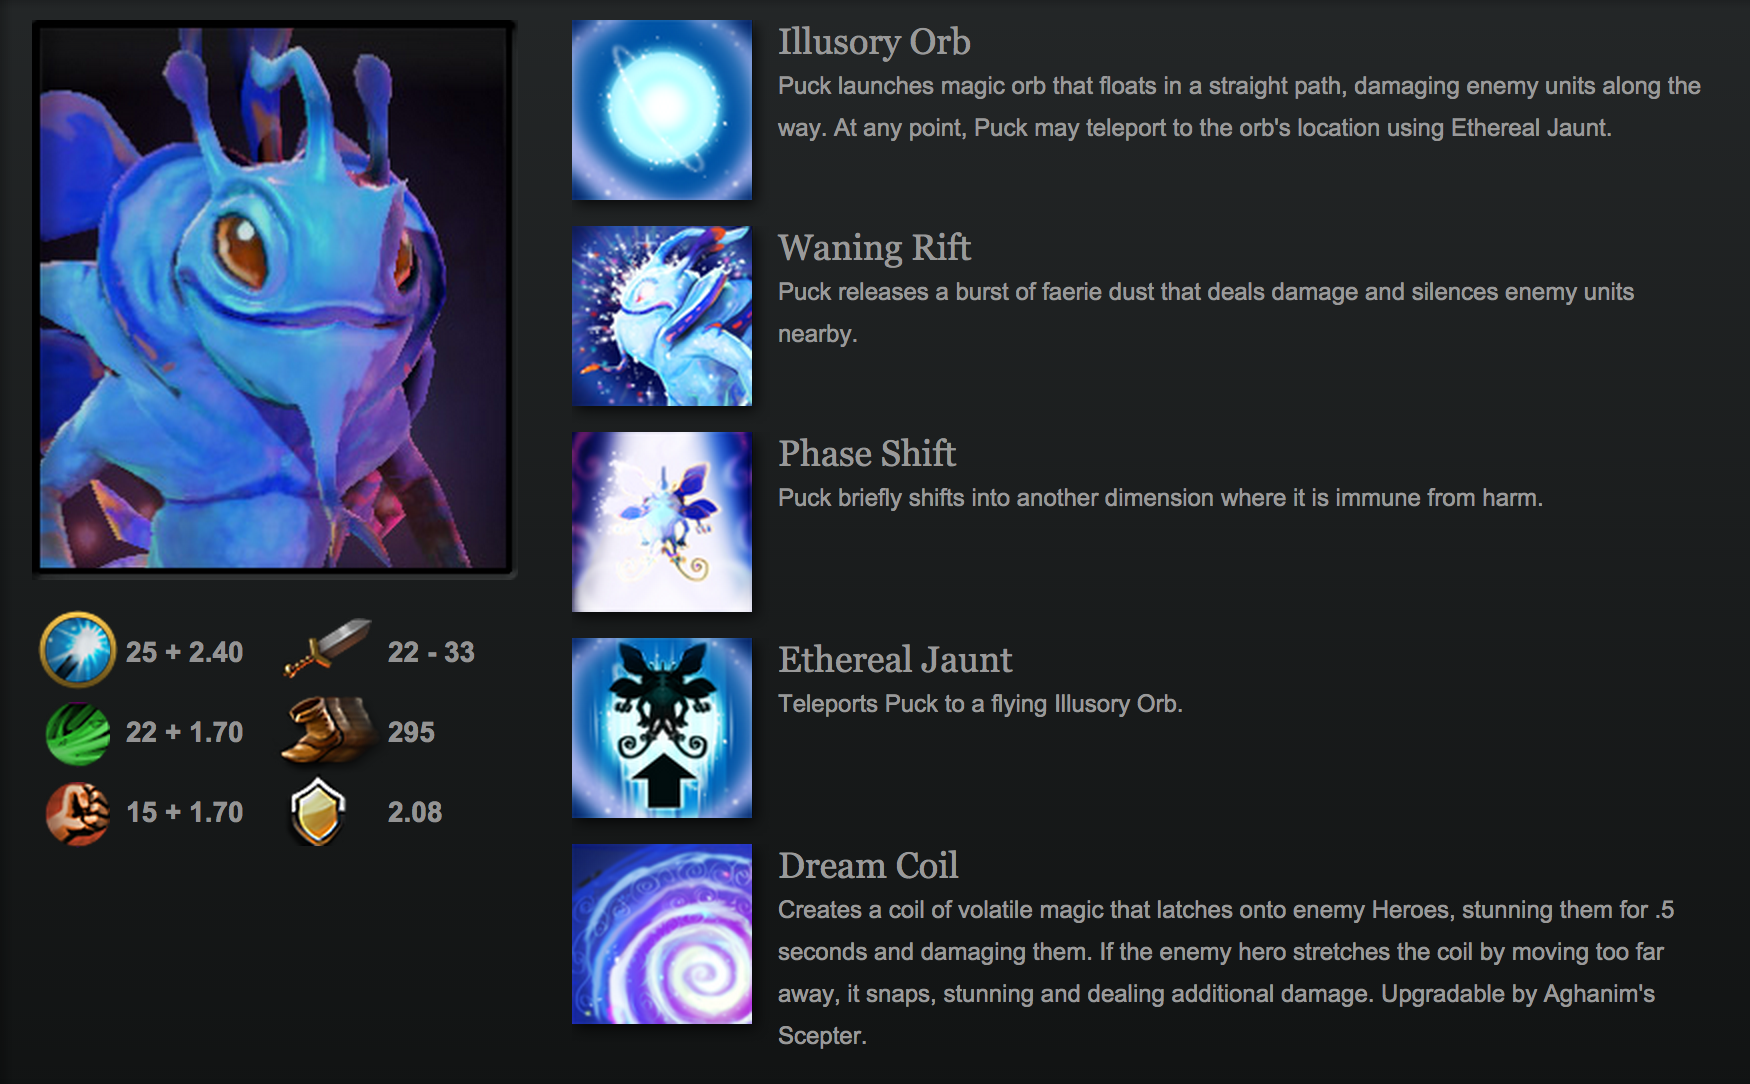 Illusory Orb
Puck launches magic orb that floats in a straight path, damaging enemy units along the
way. At any point, Puck may teleport to the orb's location using Ethereal Jaunt.
Waning Rift
Puck releases a burst of faerie dust that deals damage and silences enemy units
nearby.
Phase Shift
Puck briefly shifts into another dimension where it is immune from harm.
Ethereal Jaunt
Teleports Puck to a flying Illusory Orb.
Dream Coil
Creates a coil of volatile magic that latches onto enemy Heroes, stunning them for .5
seconds and damaging them. If the enemy hero stretches the coil by moving too far
away, it snaps, stunning and dealing additional damage. Upgradable by Aghanim's
Scepter.
25 + 2.40 22 - 33
22 + 1.70 295
15 + 1.70 2.08